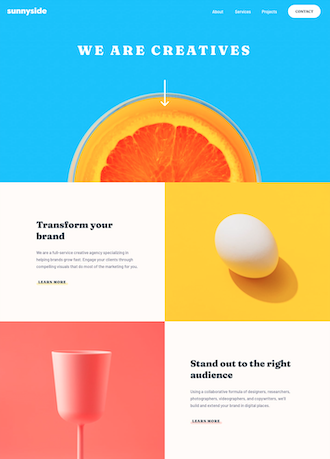 sunnyside
About Services Projects CONTACT
WE ARE CREATIVES
Transform your
brand
We are a full-service creative agency specializing in
helping brands grow fast. Engage your clients through
compelling visuals that do most of the marketing for you.
LEARN MORE
Stand out to the right
audience
Using a collaborative formula of designers, researchers,
photographers, videographers, and copywriters, we'll
build and extend your brand in digital places.
LEARN MORE